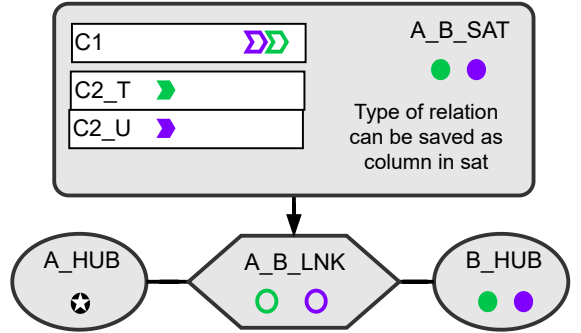 C1
A_B_SAT
C2_T
C2_U
Type of relation
can be saved as
column in sat
A_HUB
A_B_LNK
B_HUB